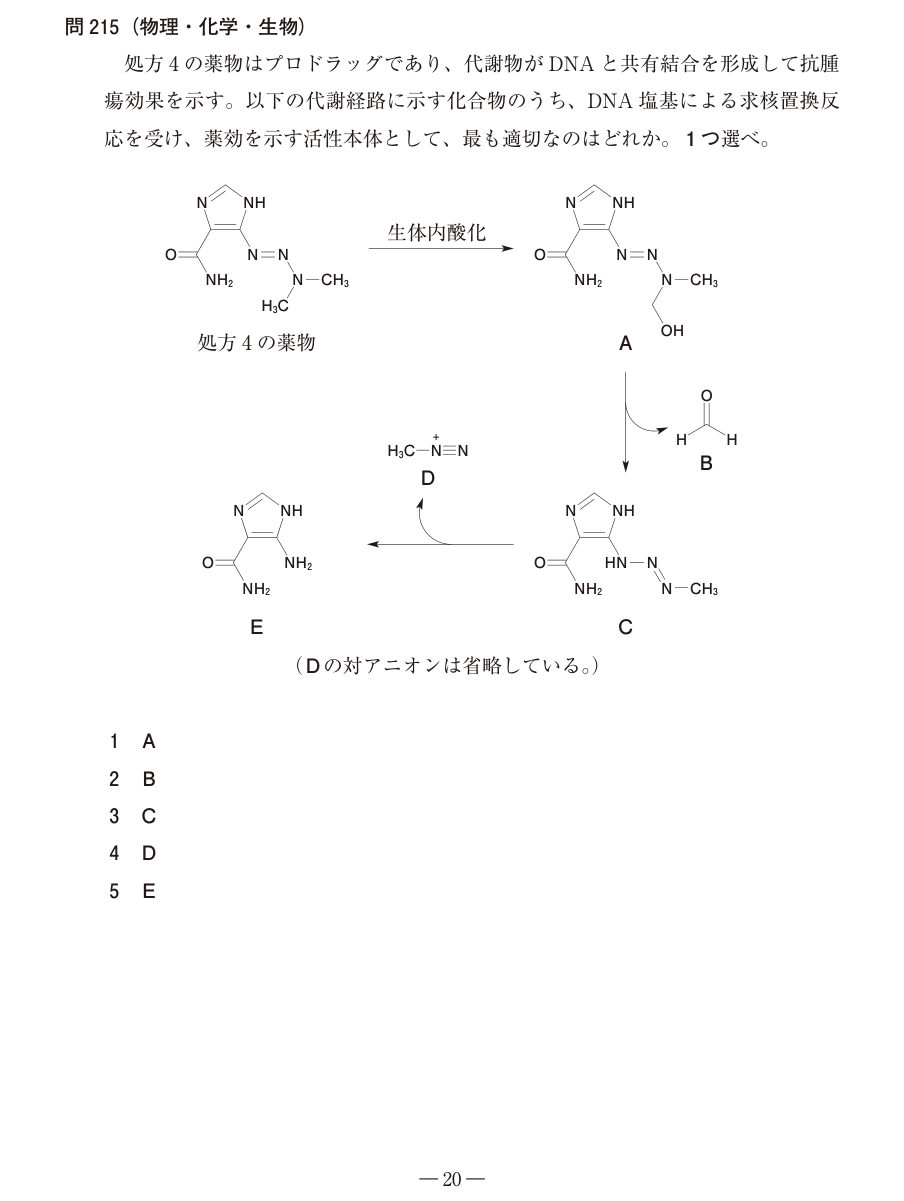 問 215（物理・化学・生物）
処方 4 の薬物はプロドラッグであり、代謝物が DNA と共有結合を形成して抗腫
瘍効果を示す。以下の代謝経路に示す化合物のうち、DNA 塩基による求核置換反
応を受け、薬効を示す活性本体として、最も適切なのはどれか。1つ選べ。
N NH
O NH₂ N=N
N-CH₃
H₃C
処方 4 の薬物
生体内酸化
N NH
O NH₂ N=N
N-CH₃
OH
A
O
H H
B
H₃C-N≡N
+
D
N NH
O NH₂
NH₂
E
N NH
O NH₂ HN-N
N-CH₃
C
（D の対アニオンは省略している。）
1 A
2 B
3 C
4 D
5 E
— 20 —